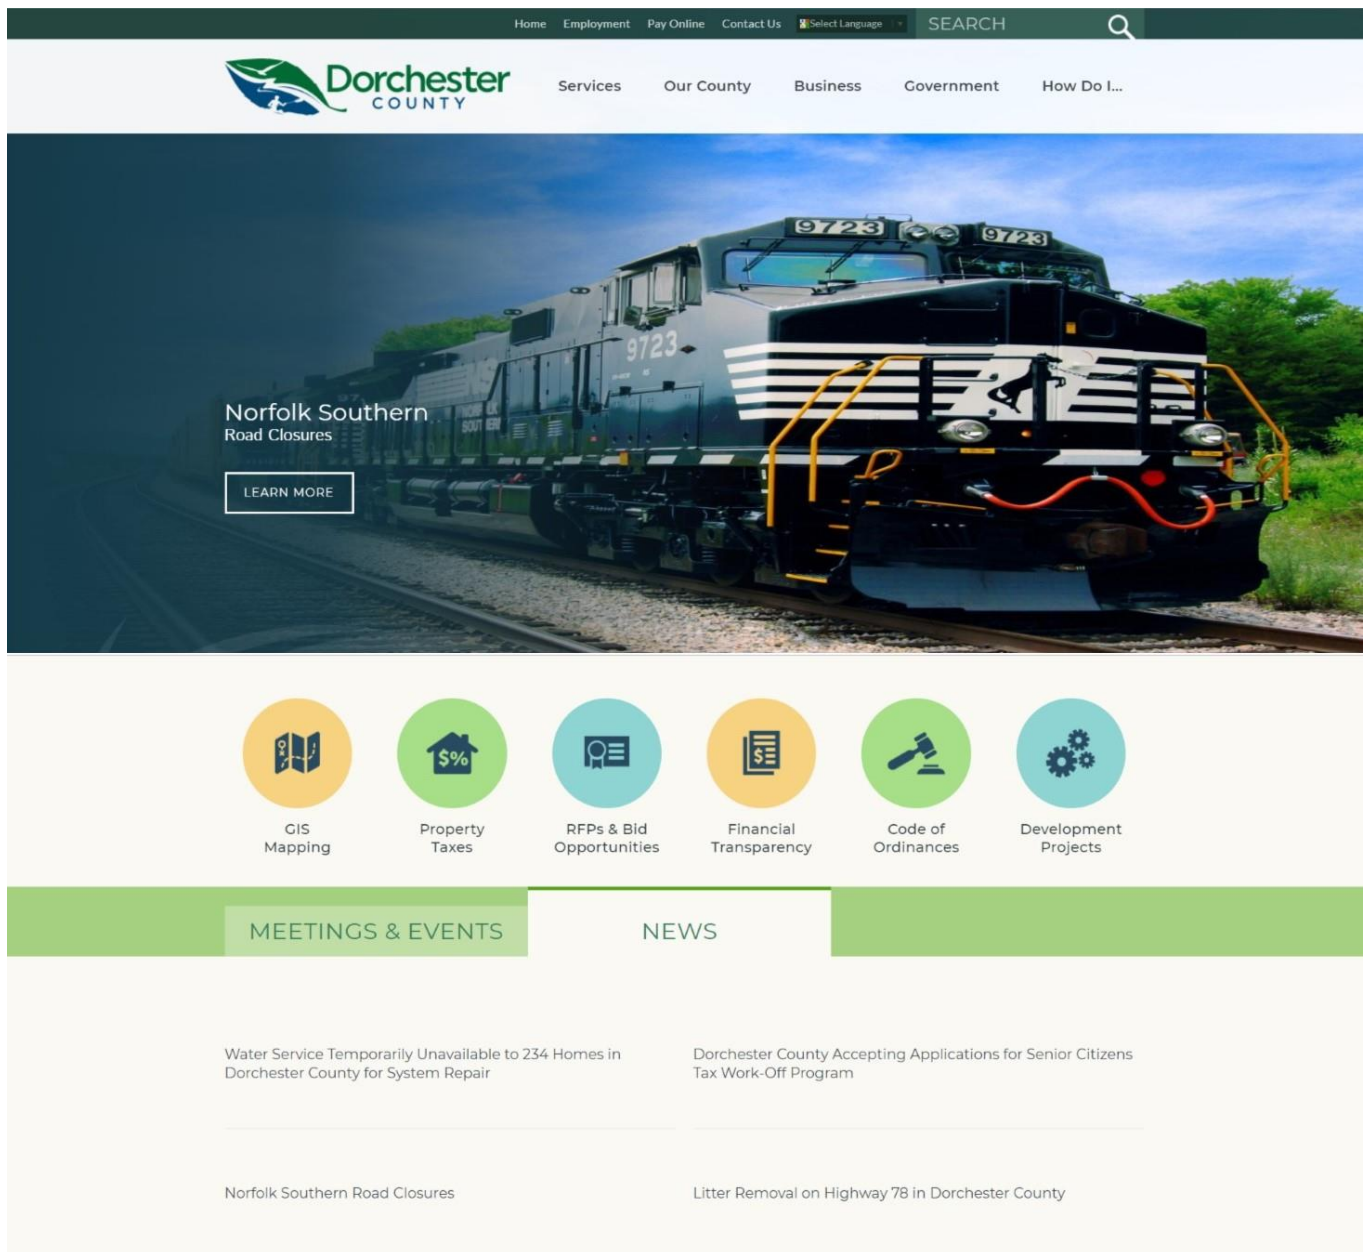 Home Employment Pay Online Contact Us Select Language SEARCH
Dorchester
COUNTY
Services Our County Business Government How Do I...
9723 9723
9723
Norfolk Southern
Road Closures
LEARN MORE
$% $
GIS
Mapping
Property
Taxes
RFPs & Bid
Opportunities
Financial
Transparency
Code of
Ordinances
Development
Projects
MEETINGS & EVENTS NEWS
Water Service Temporarily Unavailable to 234 Homes in
Dorchester County for System Repair
Dorchester County Accepting Applications for Senior Citizens
Tax Work-Off Program
Norfolk Southern Road Closures
Litter Removal on Highway 78 in Dorchester County